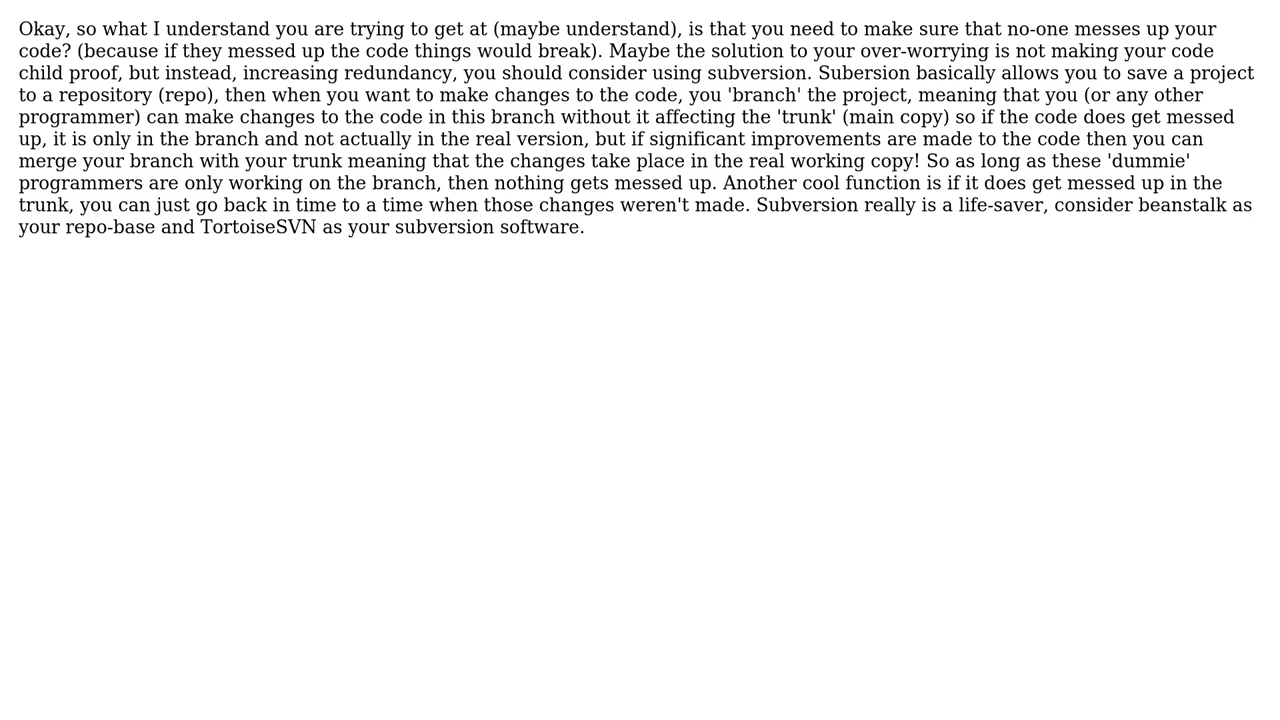 Okay, so what I understand you are trying to get at (maybe understand), is that you need to make sure that no-one messes up your
code? (because if they messed up the code things would break). Maybe the solution to your over-worrying is not making your code
child proof, but instead, increasing redundancy, you should consider using subversion. Subersion basically allows you to save a project
to a repository (repo), then when you want to make changes to the code, you 'branch' the project, meaning that you (or any other
programmer) can make changes to the code in this branch without it affecting the 'trunk' (main copy) so if the code does get messed
up, it is only in the branch and not actually in the real version, but if significant improvements are made to the code then you can
merge your branch with your trunk meaning that the changes take place in the real working copy! So as long as these 'dummie'
programmers are only working on the branch, then nothing gets messed up. Another cool function is if it does get messed up in the
trunk, you can just go back in time to a time when those changes weren't made. Subversion really is a life-saver, consider beanstalk as
your repo-base and TortoiseSVN as your subversion software.